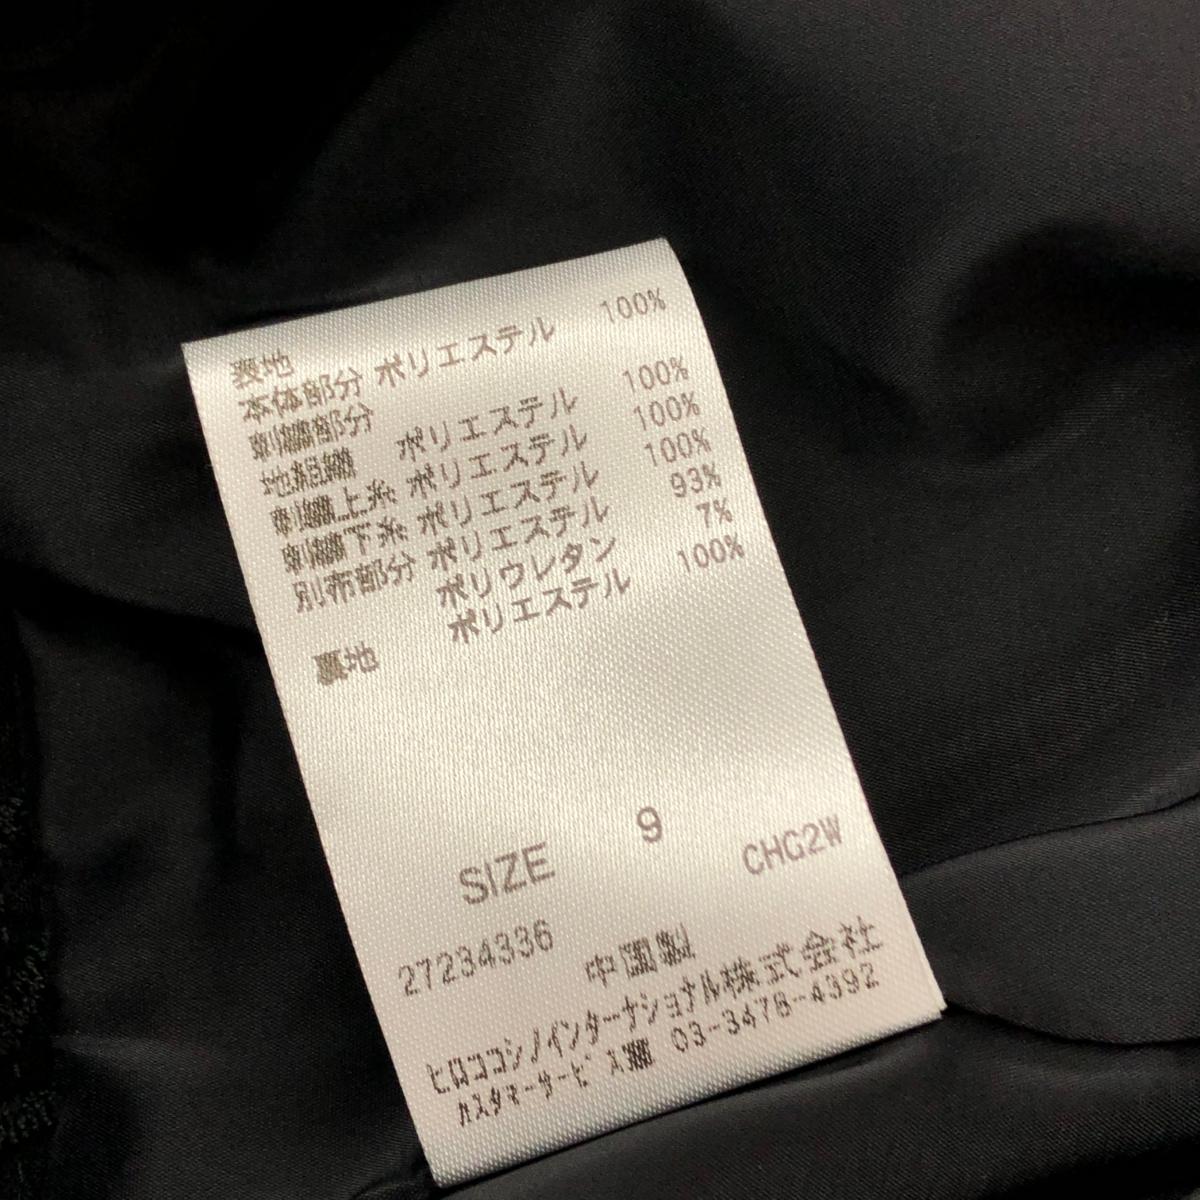 表地
本体部分 ポリエステル 100%
刺繍部分
地組織 ポリエステル 100%
刺繍上糸 ポリエステル 100%
刺繍下糸 ポリエステル 100%
別布部分 ポリエステル 93%
ポリウレタン 7%
裏地 ポリエステル 100%
SIZE 9
CHG2W
27234336
中国製
ヒロココシノインターナショナル株式会社
カスタマーサービス課 03-3478-4392